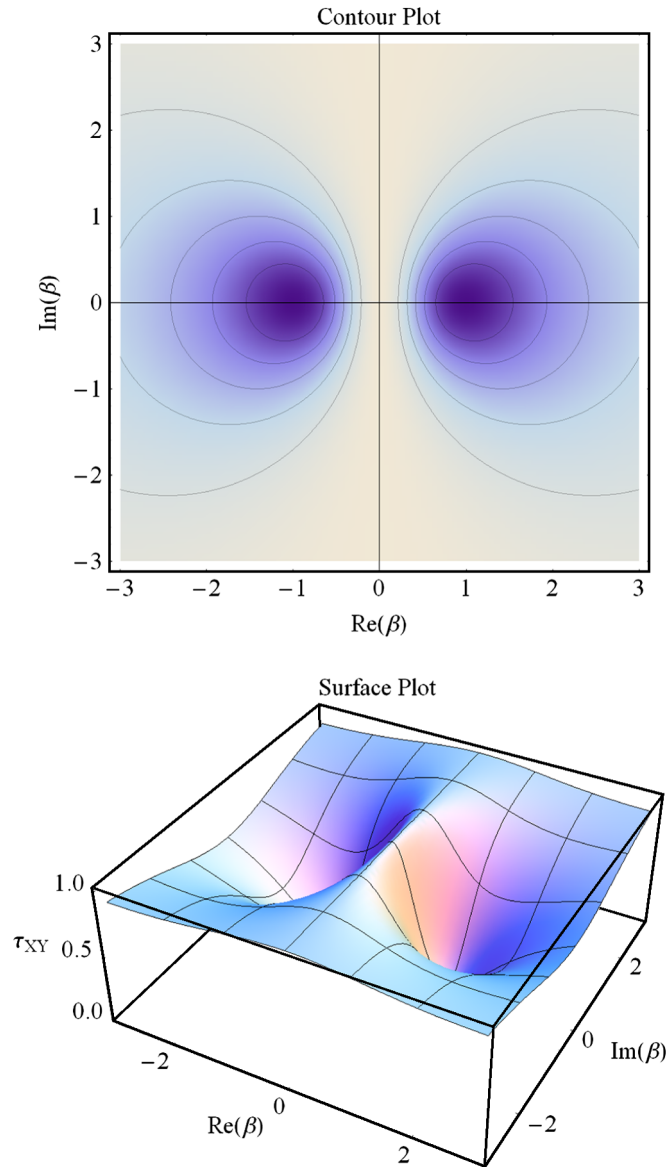 Contour Plot
3
2
1
0
−1
−2
−3
Im(β)
−3 −2 −1 0 1 2 3
Re(β)
Surface Plot
1.0
τXY 0.5
0.0
−2
0
2
Re(β)
2
0
−2
Im(β)